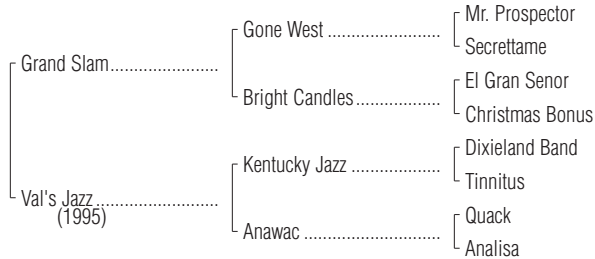 Mr. Prospector
Gone West ....................
Secrettame
Grand Slam....................
El Gran Senor
Bright Candles ................
Christmas Bonus
Dixieland Band
Kentucky Jazz .................
Tinnitus
Val's Jazz .......................
(1995)
Quack
Anawac .........................
Analisa